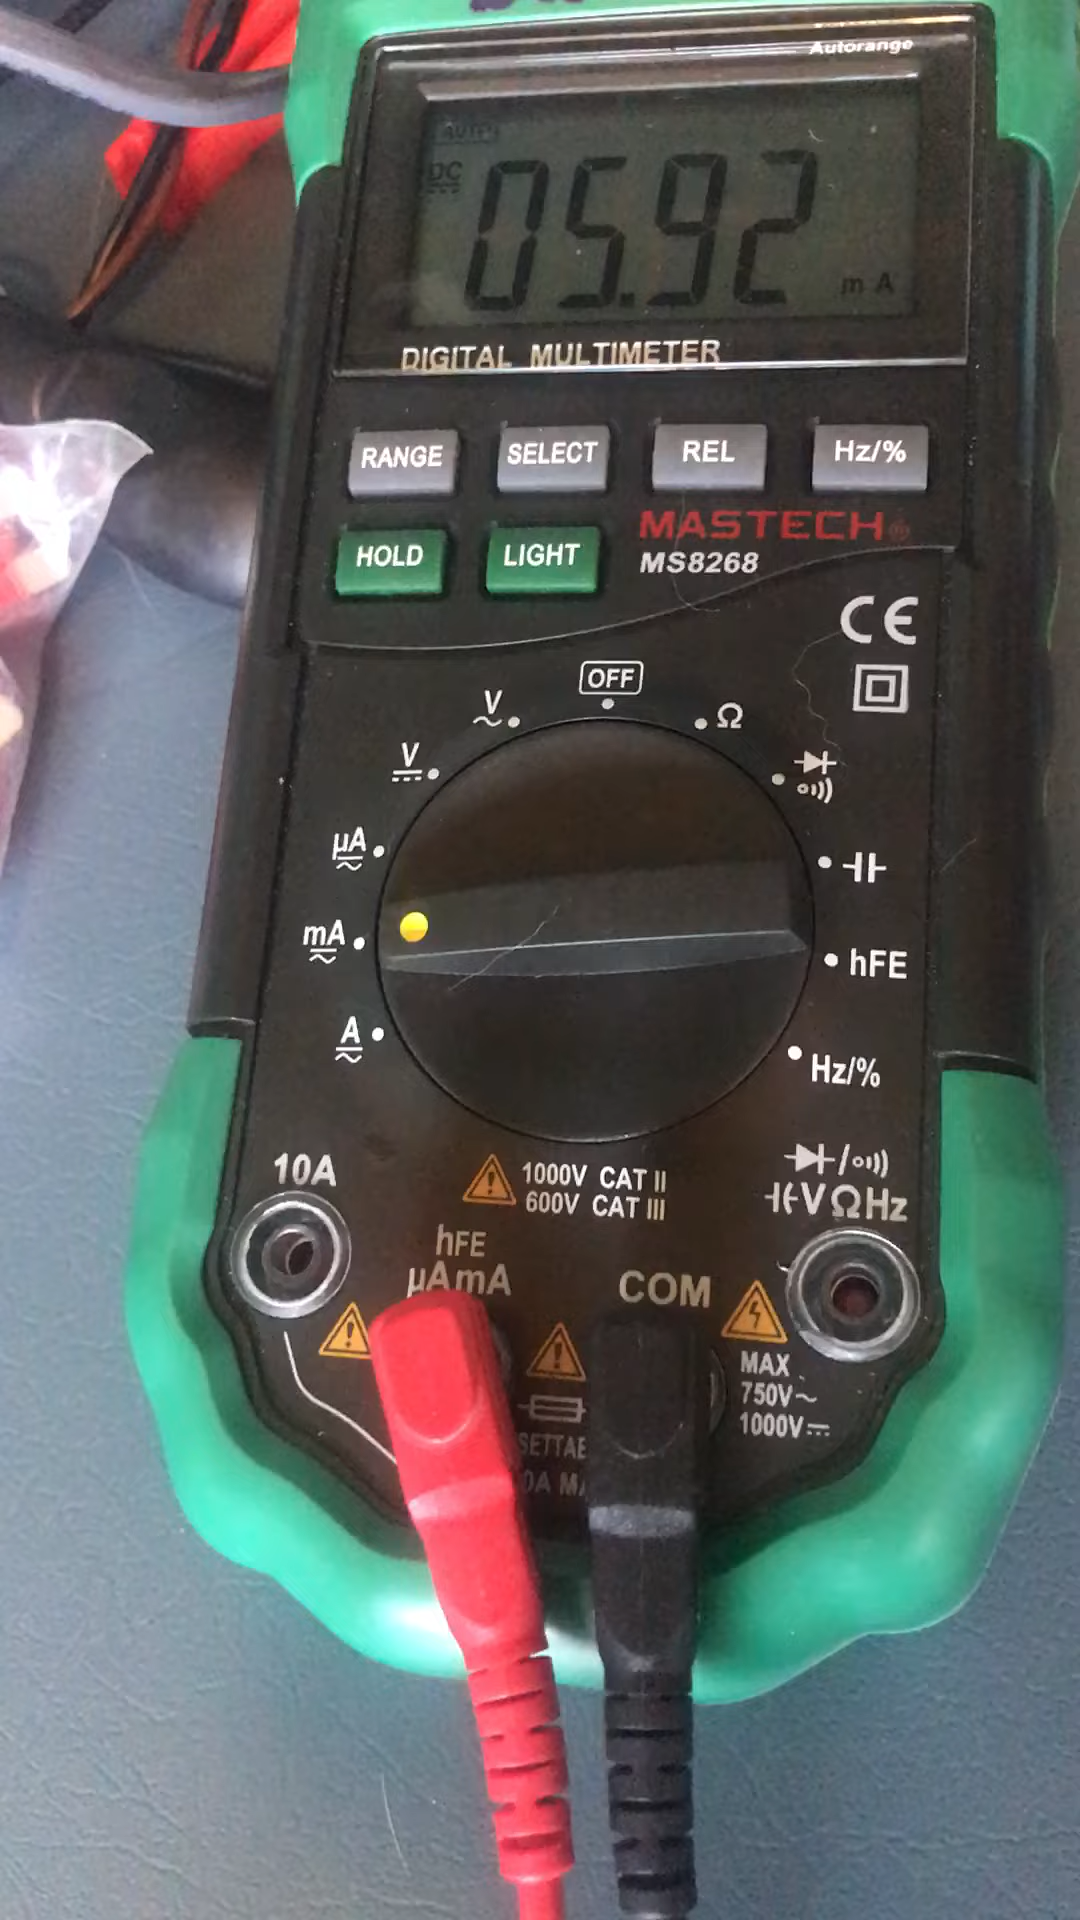 Autorange
AUTO
DC
05.92
mA
DIGITAL MULTIMETER
RANGE
SELECT
REL
Hz/%
HOLD
LIGHT
MASTECH®
MS8268
CE
OFF
V
V
Ω
µA
mA
hFE
A
Hz/%
10A
1000V CAT II
600V CAT III
VΩHz
hFE
µAmA
COM
MAX
750V~
1000V⎓